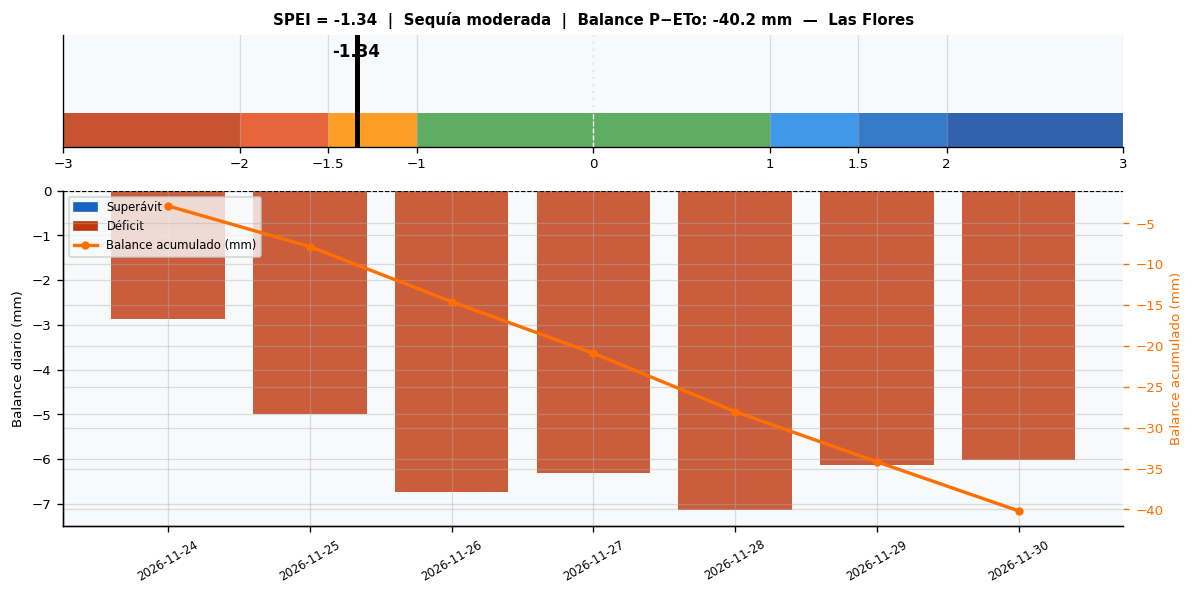 SPEI = -1.34  |  Sequía moderada  |  Balance P−ETo: -40.2 mm  —  Las Flores
-1.34
−3 −2 −1.5 −1 0 1 1.5 2 3
Superávit
Déficit
Balance acumulado (mm)
Balance diario (mm)
0
−1
−2
−3
−4
−5
−6
−7
−5
−10
−15
−20
−25
−30
−35
−40
Balance acumulado (mm)
2026-11-24 2026-11-25 2026-11-26 2026-11-27 2026-11-28 2026-11-29 2026-11-30